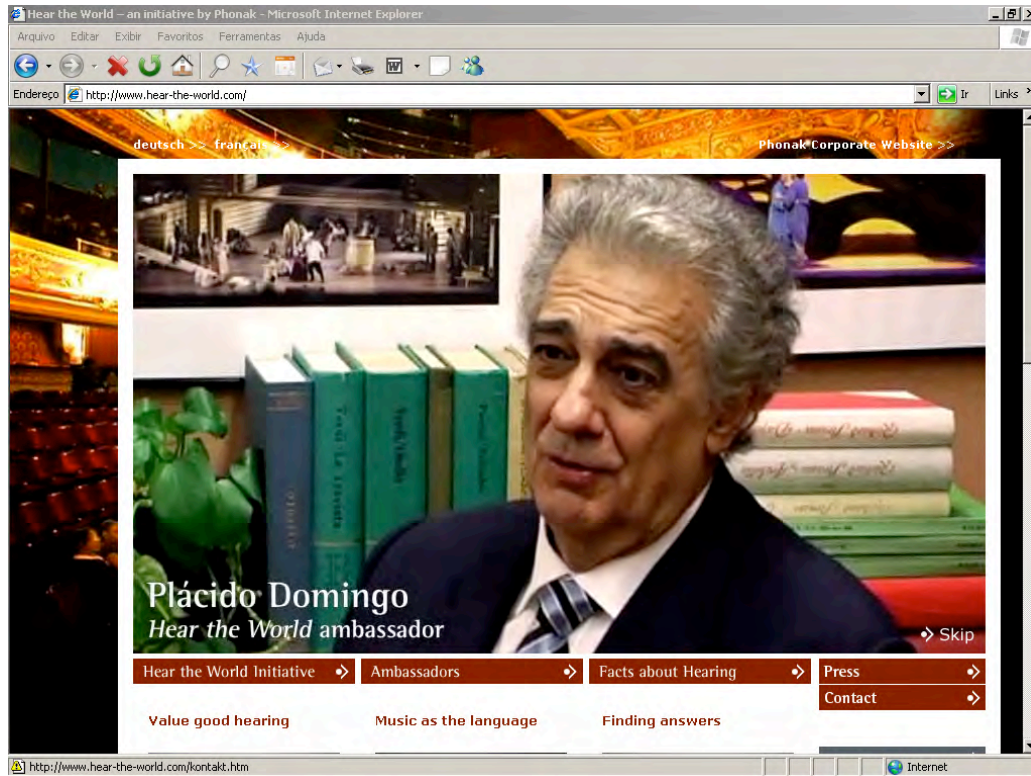 Hear the World – an initiative by Phonak - Microsoft Internet Explorer
Arquivo Editar Exibir Favoritos Ferramentas Ajuda
Endereço http://www.hear-the-world.com/ Ir Links
deutsch >> français >> Phonak Corporate Website >>
Plácido Domingo
Hear the World ambassador
Skip
Hear the World Initiative Ambassadors Facts about Hearing Press
Contact
Value good hearing Music as the language Finding answers
http://www.hear-the-world.com/kontakt.htm Internet